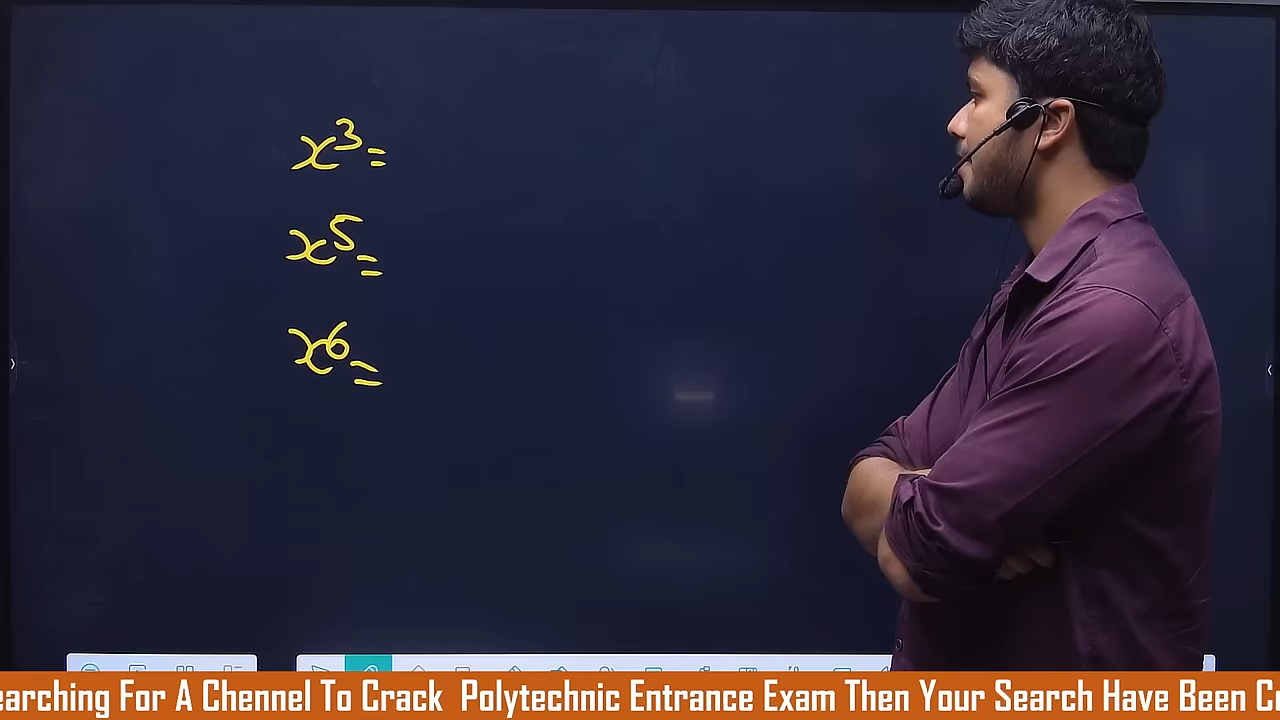 x³=
x⁵=
x⁶=
earching For A Chennel To Crack Polytechnic Entrance Exam Then Your Search Have Been C